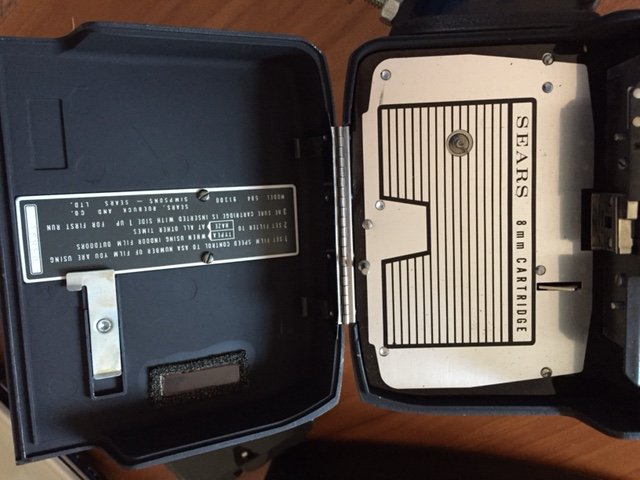 1 SET FILM SPEED CONTROL TO ASA NUMBER OF FILM YOU ARE USING
2 SET FILTER TO TYPE A WHEN USING INDOOR FILM OUTDOORS
HAZE AT ALL OTHER TIMES
3 BE SURE CARTRIDGE IS INSERTED WITH SIDE 1 UP FOR FIRST RUN
MODEL 584 91300
SEARS, ROEBUCK AND CO.
SIMPSONS - SEARS LTD.
SEARS 8mm CARTRIDGE